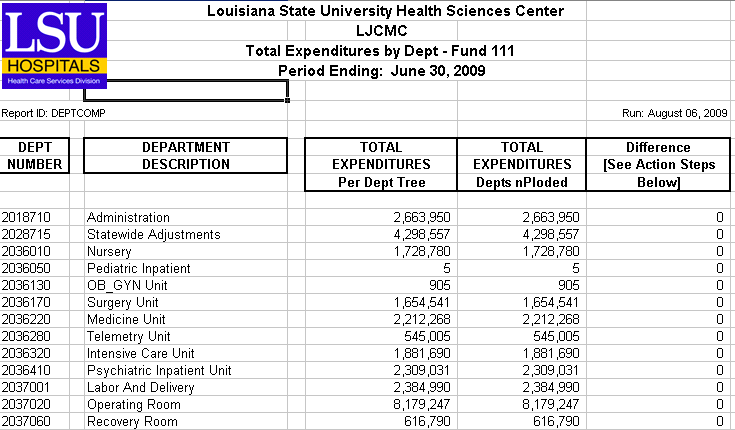 Louisiana State University Health Sciences Center
LJCMC
Total Expenditures by Dept - Fund 111
Period Ending: June 30, 2009
LSU
HOSPITALS
Health Care Services Division
Report ID: DEPTCOMP Run: August 06, 2009
DEPT DEPARTMENT TOTAL TOTAL Difference
NUMBER DESCRIPTION EXPENDITURES EXPENDITURES [See Action Steps
Per Dept Tree Depts nPloded Below]
2018710 Administration 2,663,950 2,663,950 0
2028715 Statewide Adjustments 4,298,557 4,298,557 0
2036010 Nursery 1,728,780 1,728,780 0
2036050 Pediatric Inpatient 5 5 0
2036130 OB_GYN Unit 905 905 0
2036170 Surgery Unit 1,654,541 1,654,541 0
2036220 Medicine Unit 2,212,268 2,212,268 0
2036280 Telemetry Unit 545,005 545,005 0
2036320 Intensive Care Unit 1,881,690 1,881,690 0
2036410 Psychiatric Inpatient Unit 2,309,031 2,309,031 0
2037001 Labor And Delivery 2,384,990 2,384,990 0
2037020 Operating Room 8,179,247 8,179,247 0
2037060 Recovery Room 616,790 616,790 0